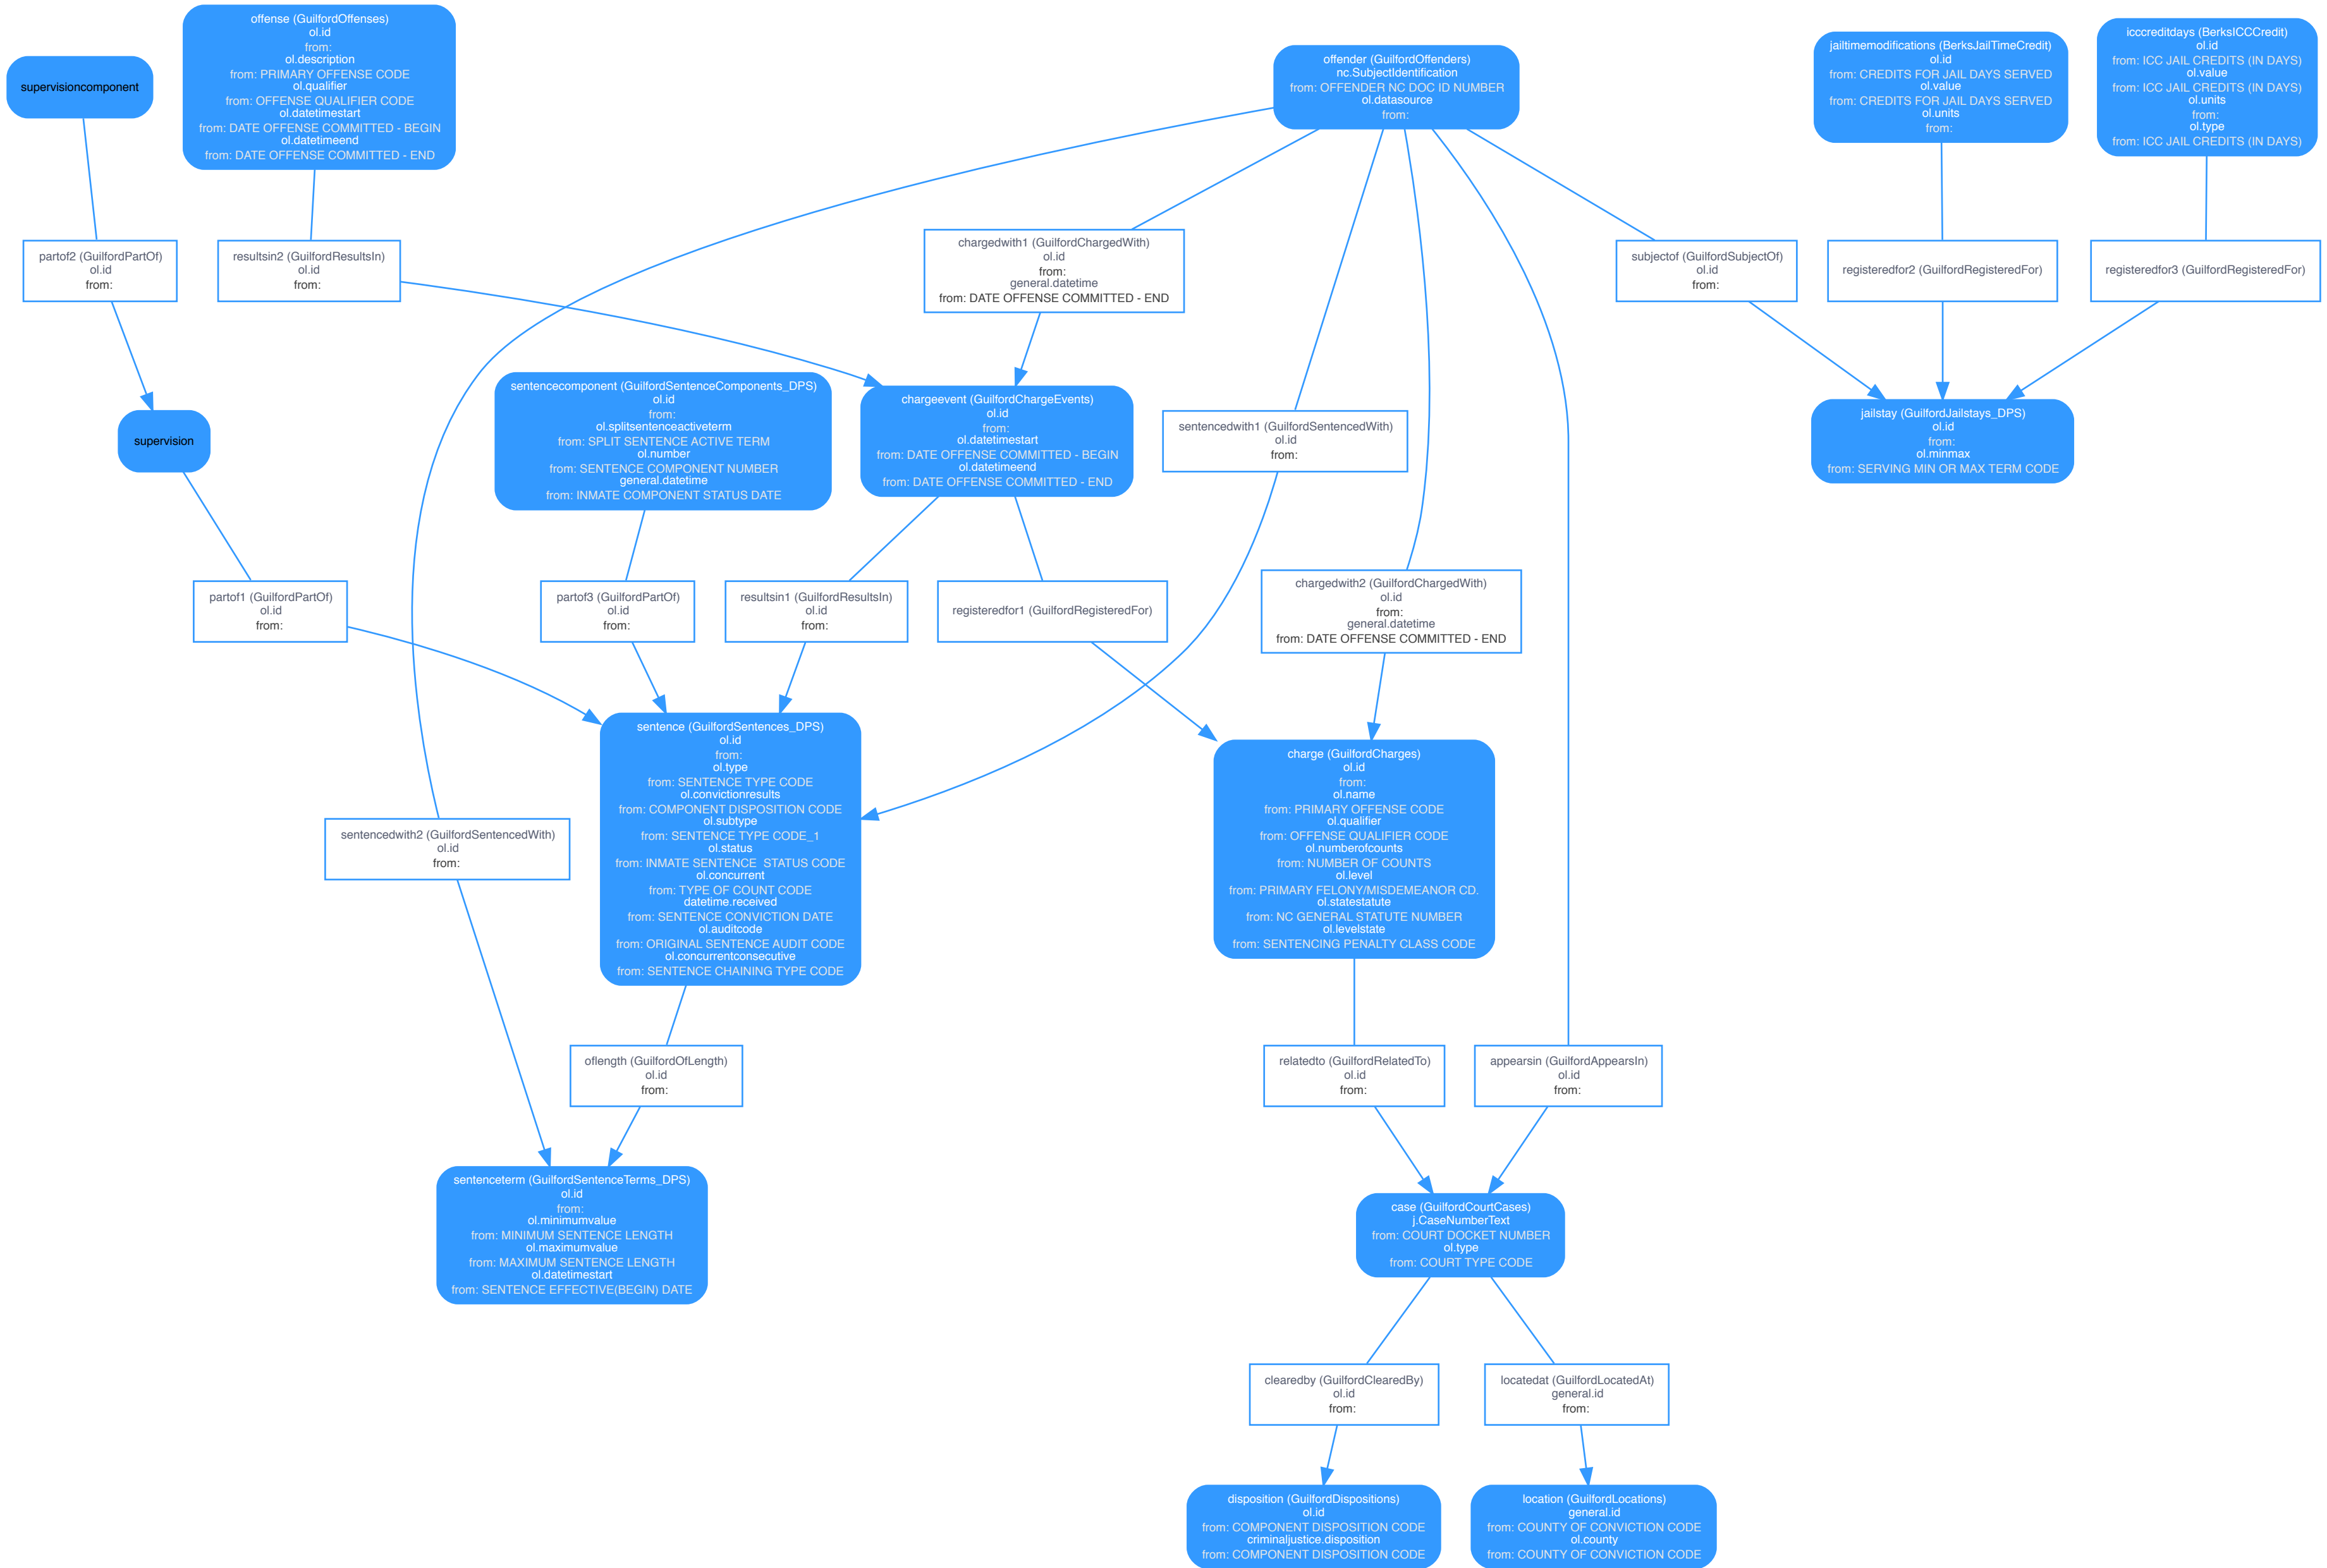 offense (GuilfordOffenses)
ol.id
from:
ol.description
from: PRIMARY OFFENSE CODE
ol.qualifier
from: OFFENSE QUALIFIER CODE
ol.datetimestart
from: DATE OFFENSE COMMITTED - BEGIN
ol.datetimeend
from: DATE OFFENSE COMMITTED - END
supervisioncomponent
offender (GuilfordOffenders)
nc.SubjectIdentification
from: OFFENDER NC DOC ID NUMBER
ol.datasource
from:
jailtimemodifications (BerksJailTimeCredit)
ol.id
from: CREDITS FOR JAIL DAYS SERVED
ol.value
from: CREDITS FOR JAIL DAYS SERVED
ol.units
from:
icccreditdays (BerksICCCredit)
ol.id
from: ICC JAIL CREDITS (IN DAYS)
ol.value
from: ICC JAIL CREDITS (IN DAYS)
ol.units
from:
ol.type
from: ICC JAIL CREDITS (IN DAYS)
partof2 (GuilfordPartOf)
ol.id
from:
resultsin2 (GuilfordResultsIn)
ol.id
from:
chargedwith1 (GuilfordChargedWith)
ol.id
from:
general.datetime
from: DATE OFFENSE COMMITTED - END
subjectof (GuilfordSubjectOf)
ol.id
from:
registeredfor2 (GuilfordRegisteredFor)
registeredfor3 (GuilfordRegisteredFor)
supervision
sentencecomponent (GuilfordSentenceComponents_DPS)
ol.id
from:
ol.splitsentenceactiveterm
from: SPLIT SENTENCE ACTIVE TERM
ol.number
from: SENTENCE COMPONENT NUMBER
general.datetime
from: INMATE COMPONENT STATUS DATE
chargeevent (GuilfordChargeEvents)
ol.id
from:
ol.datetimestart
from: DATE OFFENSE COMMITTED - BEGIN
ol.datetimeend
from: DATE OFFENSE COMMITTED - END
sentencedwith1 (GuilfordSentencedWith)
ol.id
from:
jailstay (GuilfordJailstays_DPS)
ol.id
from:
ol.minmax
from: SERVING MIN OR MAX TERM CODE
partof1 (GuilfordPartOf)
ol.id
from:
partof3 (GuilfordPartOf)
ol.id
from:
resultsin1 (GuilfordResultsIn)
ol.id
from:
registeredfor1 (GuilfordRegisteredFor)
chargedwith2 (GuilfordChargedWith)
ol.id
from:
general.datetime
from: DATE OFFENSE COMMITTED - END
sentence (GuilfordSentences_DPS)
ol.id
from:
ol.type
from: SENTENCE TYPE CODE
ol.convictionresults
from: COMPONENT DISPOSITION CODE
ol.subtype
from: SENTENCE TYPE CODE_1
ol.status
from: INMATE SENTENCE  STATUS CODE
ol.concurrent
from: TYPE OF COUNT CODE
datetime.received
from: SENTENCE CONVICTION DATE
ol.auditcode
from: ORIGINAL SENTENCE AUDIT CODE
ol.concurrentconsecutive
from: SENTENCE CHAINING TYPE CODE
charge (GuilfordCharges)
ol.id
from:
ol.name
from: PRIMARY OFFENSE CODE
ol.qualifier
from: OFFENSE QUALIFIER CODE
ol.numberofcounts
from: NUMBER OF COUNTS
ol.level
from: PRIMARY FELONY/MISDEMEANOR CD.
ol.statestatute
from: NC GENERAL STATUTE NUMBER
ol.levelstate
from: SENTENCING PENALTY CLASS CODE
sentencedwith2 (GuilfordSentencedWith)
ol.id
from:
oflength (GuilfordOfLength)
ol.id
from:
relatedto (GuilfordRelatedTo)
ol.id
from:
appearsin (GuilfordAppearsIn)
ol.id
from:
sentenceterm (GuilfordSentenceTerms_DPS)
ol.id
from:
ol.minimumvalue
from: MINIMUM SENTENCE LENGTH
ol.maximumvalue
from: MAXIMUM SENTENCE LENGTH
ol.datetimestart
from: SENTENCE EFFECTIVE(BEGIN) DATE
case (GuilfordCourtCases)
j.CaseNumberText
from: COURT DOCKET NUMBER
ol.type
from: COURT TYPE CODE
clearedby (GuilfordClearedBy)
ol.id
from:
locatedat (GuilfordLocatedAt)
general.id
from:
disposition (GuilfordDispositions)
ol.id
from: COMPONENT DISPOSITION CODE
criminaljustice.disposition
from: COMPONENT DISPOSITION CODE
location (GuilfordLocations)
general.id
from: COUNTY OF CONVICTION CODE
ol.county
from: COUNTY OF CONVICTION CODE